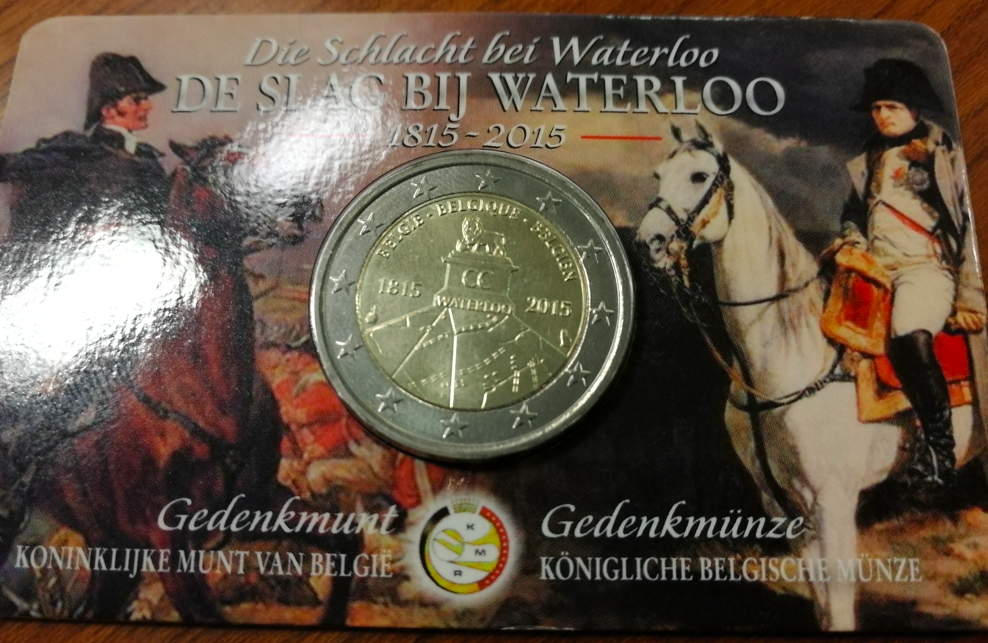 Die Schlacht bei Waterloo
DE SLAG BIJ WATERLOO
1815 - 2015
BELGIE · BELGIQUE · BELGIEN
1815
WATERLOO
2015
Gedenkmunt
KONINKLIJKE MUNT VAN BELGIË
K
M
R
Gedenkmünze
KÖNIGLICHE BELGISCHE MÜNZE